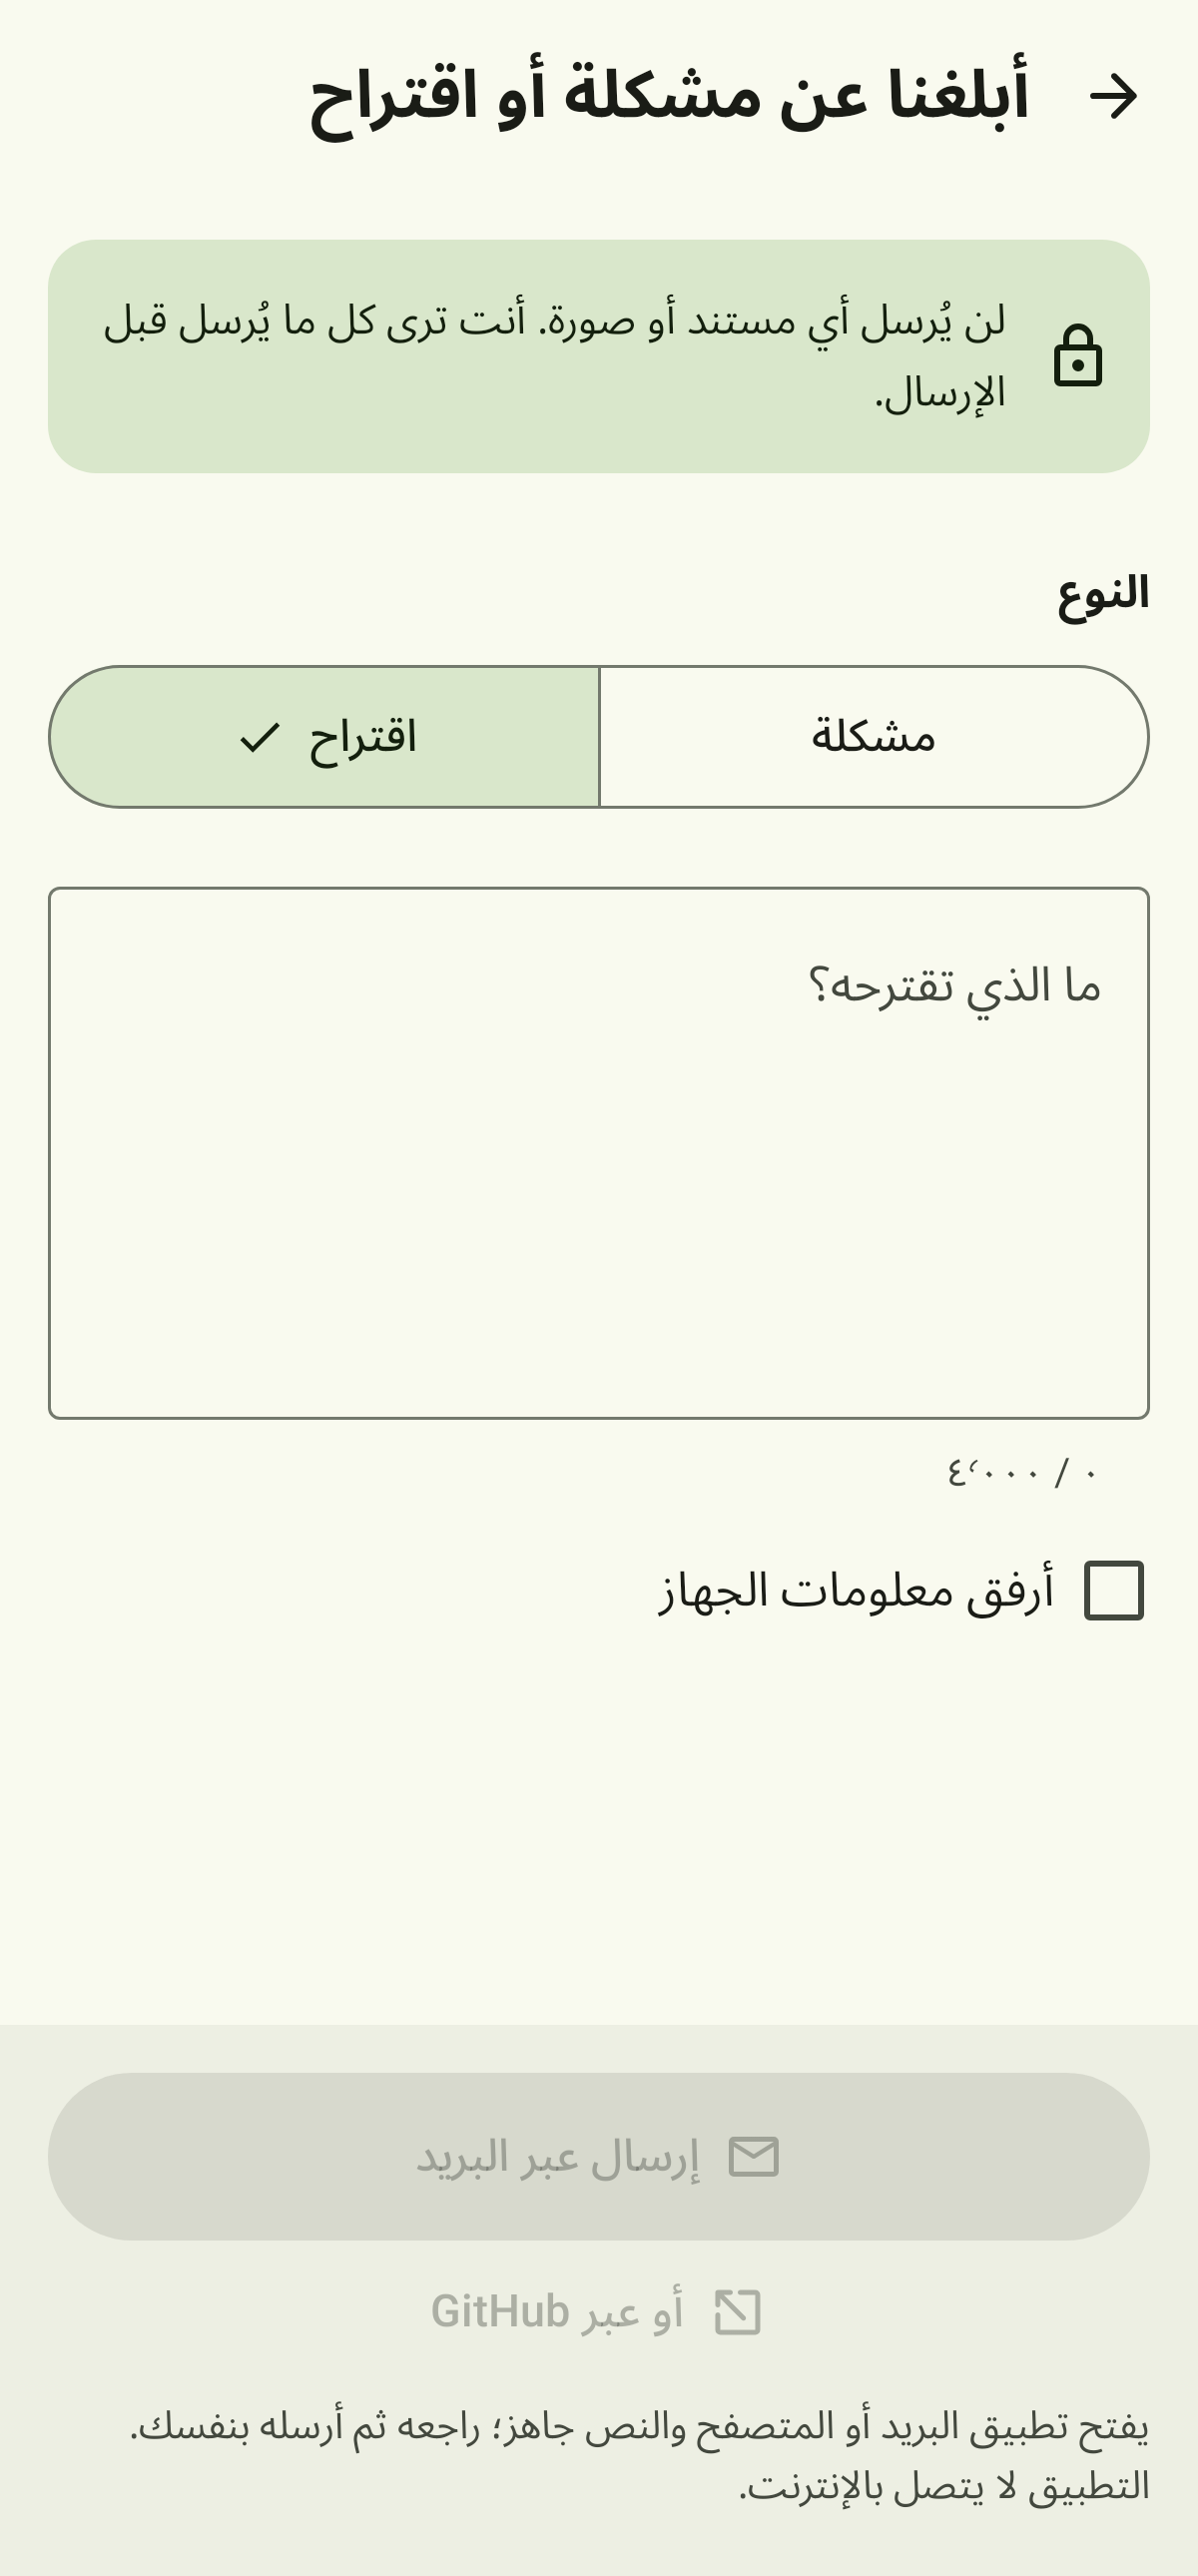 أبلغنا عن مشكلة أو اقتراح
لن يُرسل أي مستند أو صورة. أنت ترى كل ما يُرسل قبل
الإرسال.
النوع
مشكلة
اقتراح
ما الذي تقترحه؟
٠ / ٤٬٠٠٠
أرفق معلومات الجهاز
إرسال عبر البريد
أو عبر GitHub
يفتح تطبيق البريد أو المتصفح والنص جاهز؛ راجعه ثم أرسله بنفسك.
التطبيق لا يتصل بالإنترنت.